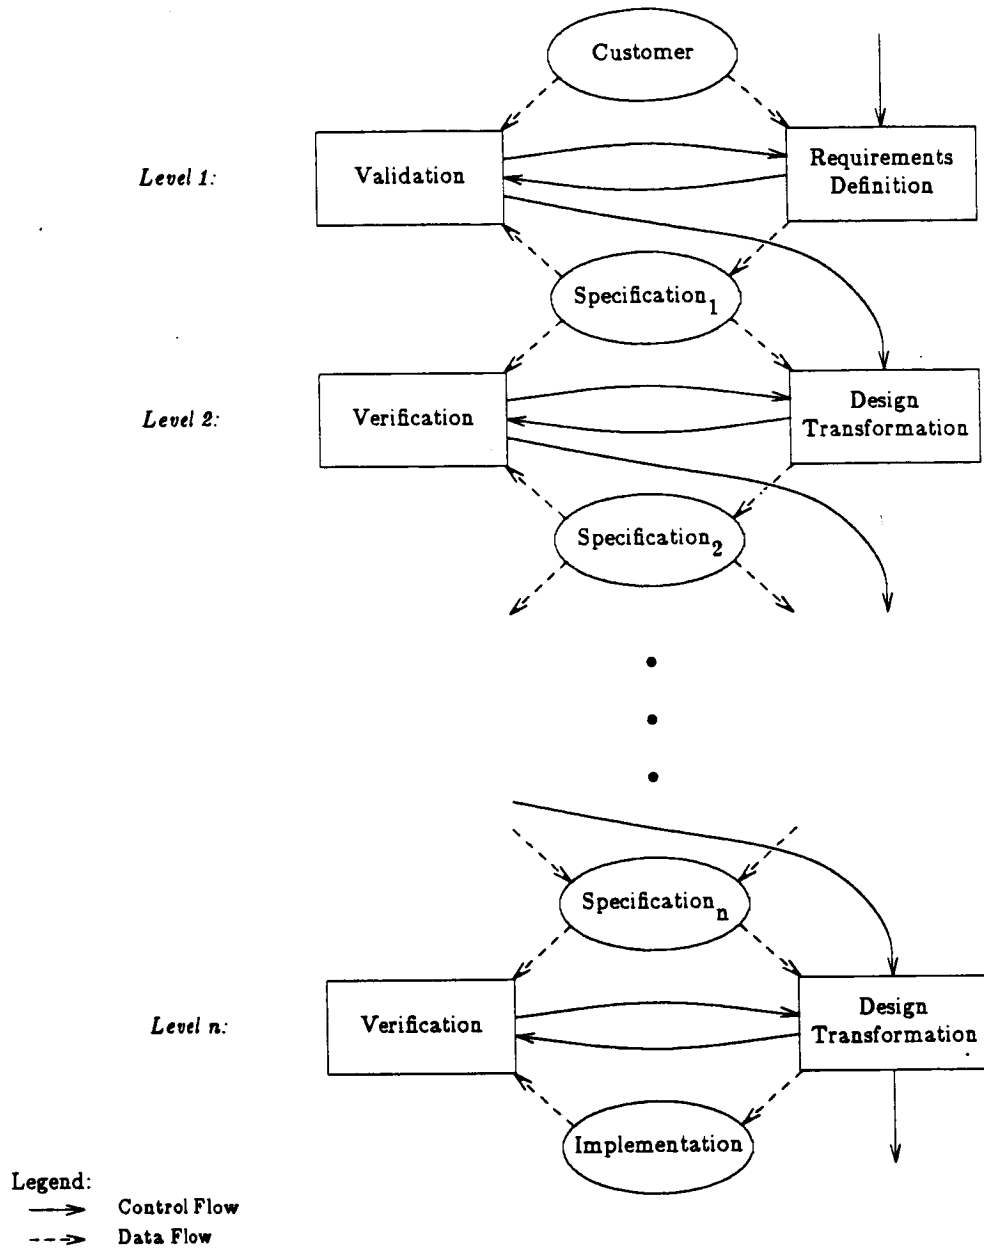 Customer
Level 1:
Validation
Requirements
Definition
Specification1
Level 2:
Verification
Design
Transformation
Specification2
Specificationn
Level n:
Verification
Design
Transformation
Implementation
Legend:
Control Flow
Data Flow